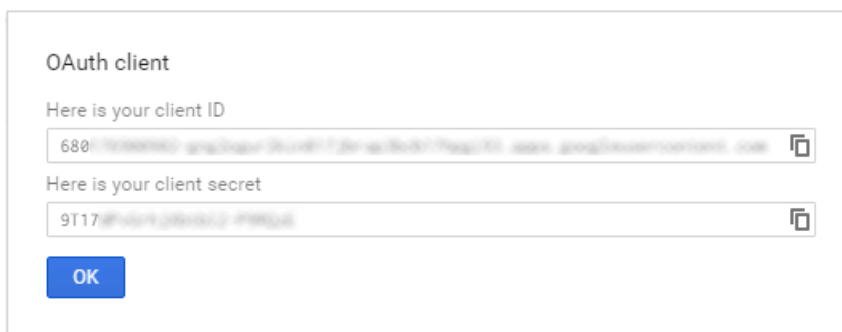 OAuth client
Here is your client ID
680
Here is your client secret
9T17
OK